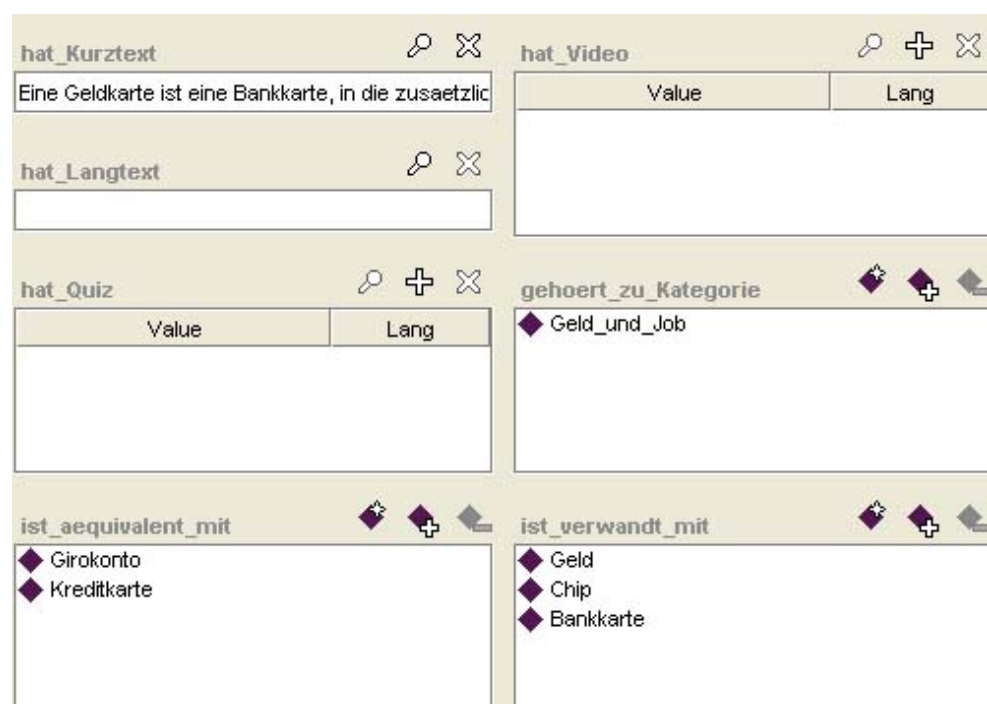 hat_Kurztext
Eine Geldkarte ist eine Bankkarte, in die zusaetzlic
hat_Langtext
hat_Quiz
Value Lang
ist_aequivalent_mit
Girokonto
Kreditkarte
hat_Video
Value Lang
gehoert_zu_Kategorie
Geld_und_Job
ist_verwandt_mit
Geld
Chip
Bankkarte